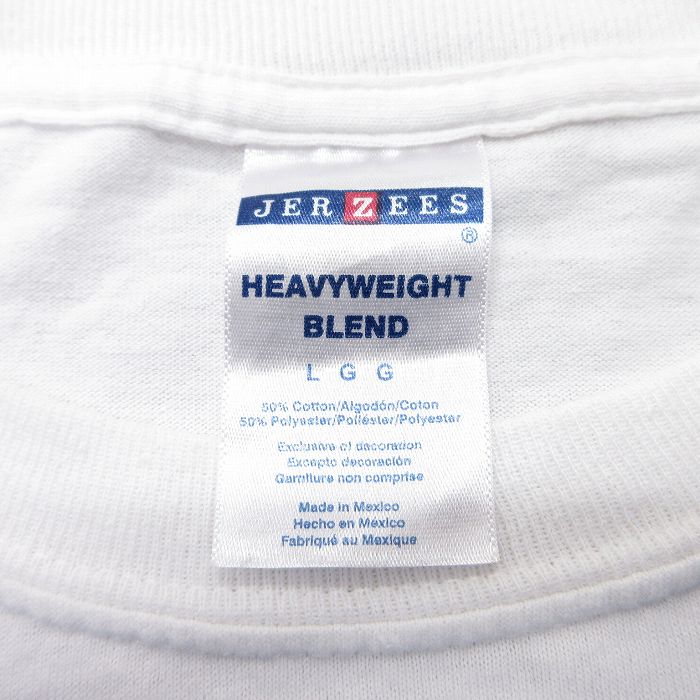 JERZEES
®
HEAVYWEIGHT
BLEND
L G G
50% Cotton/Algodón/Coton
50% Polyester/Poliéster/Polyester
Exclusive of decoration
Excepto decoración
Garniture non comprise
Made in Mexico
Hecho en México
Fabriqué au Mexique